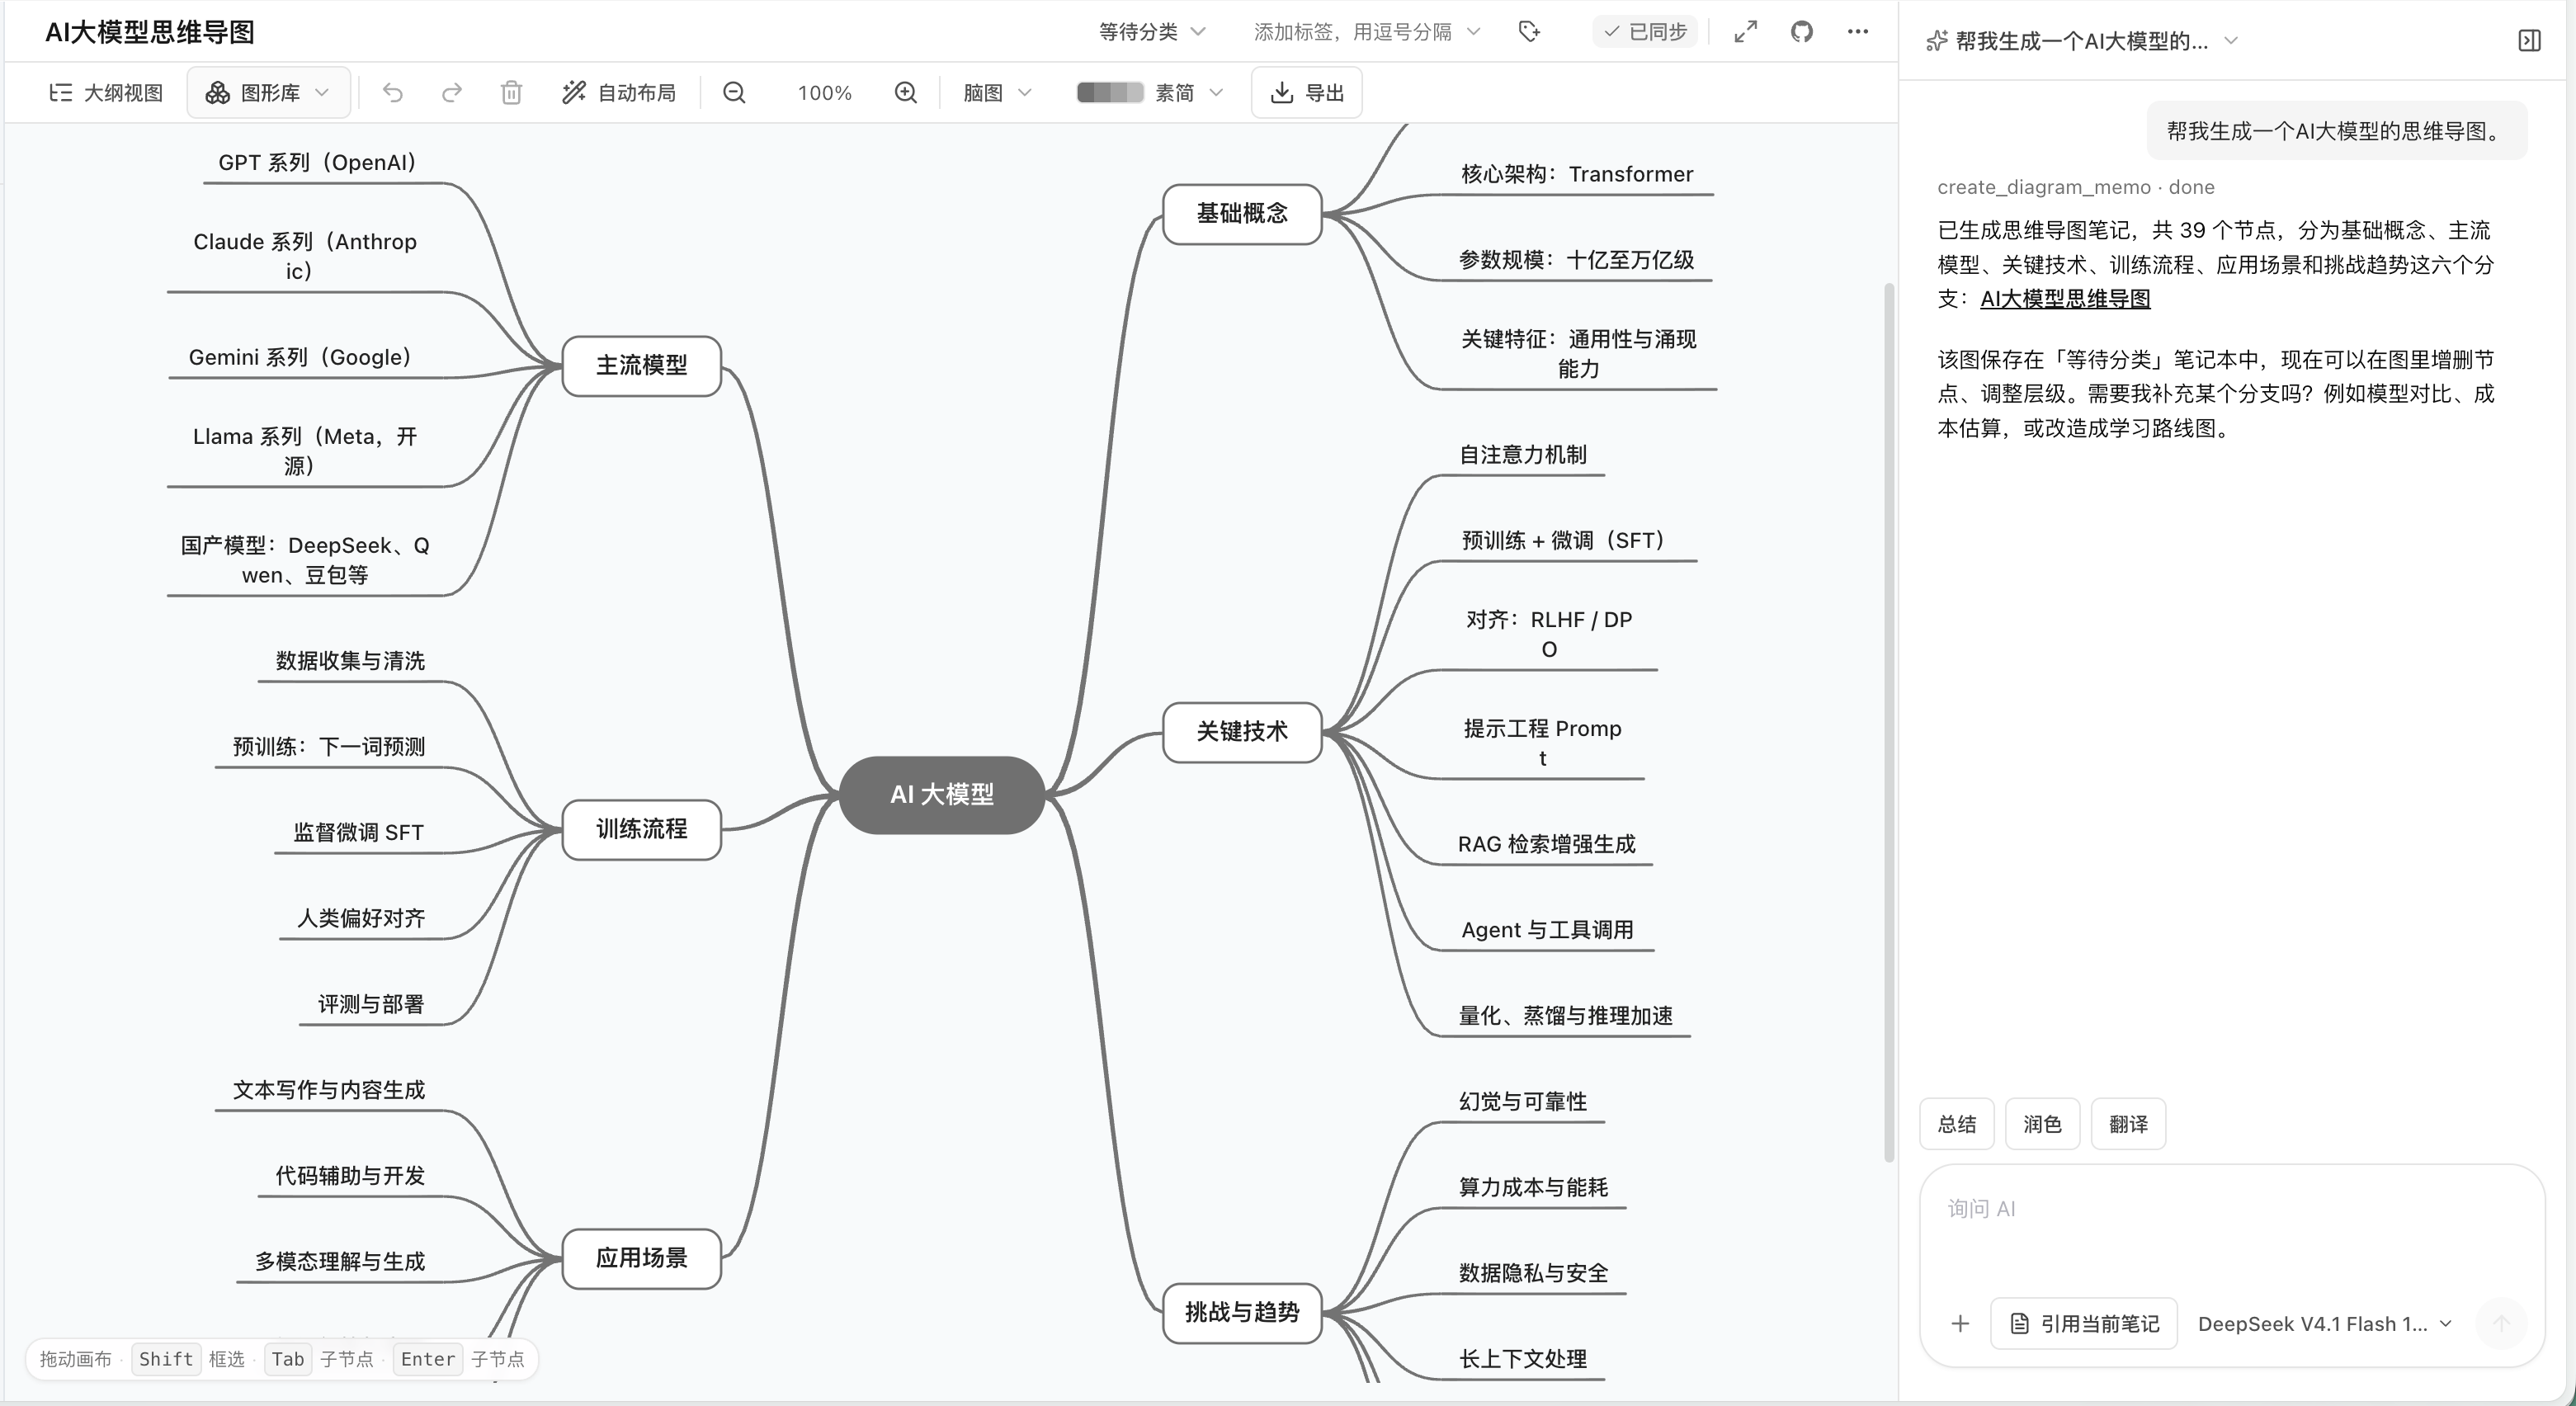 AI大模型思维导图
等待分类
添加标签，用逗号分隔
已同步
大纲视图
图形库
自动布局
100%
脑图
素简
导出
GPT 系列（OpenAI）
Claude 系列（Anthrop
ic）
Gemini 系列（Google）
Llama 系列（Meta，开
源）
国产模型：DeepSeek、Q
wen、豆包等
主流模型
数据收集与清洗
预训练：下一词预测
监督微调 SFT
人类偏好对齐
评测与部署
训练流程
文本写作与内容生成
代码辅助与开发
多模态理解与生成
应用场景
AI 大模型
基础概念
核心架构：Transformer
参数规模：十亿至万亿级
关键特征：通用性与涌现
能力
关键技术
自注意力机制
预训练 + 微调（SFT）
对齐：RLHF / DP
O
提示工程 Promp
t
RAG 检索增强生成
Agent 与工具调用
量化、蒸馏与推理加速
挑战与趋势
幻觉与可靠性
算力成本与能耗
数据隐私与安全
长上下文处理
拖动画布 · Shift 框选 · Tab 子节点 · Enter 子节点
帮我生成一个AI大模型的...
帮我生成一个AI大模型的思维导图。
create_diagram_memo · done
已生成思维导图笔记，共 39 个节点，分为基础概念、主流
模型、关键技术、训练流程、应用场景和挑战趋势这六个分
支：AI大模型思维导图
该图保存在「等待分类」笔记本中，现在可以在图里增删节
点、调整层级。需要我补充某个分支吗？例如模型对比、成
本估算，或改造成学习路线图。
总结
润色
翻译
询问 AI
引用当前笔记
DeepSeek V4.1 Flash 1...